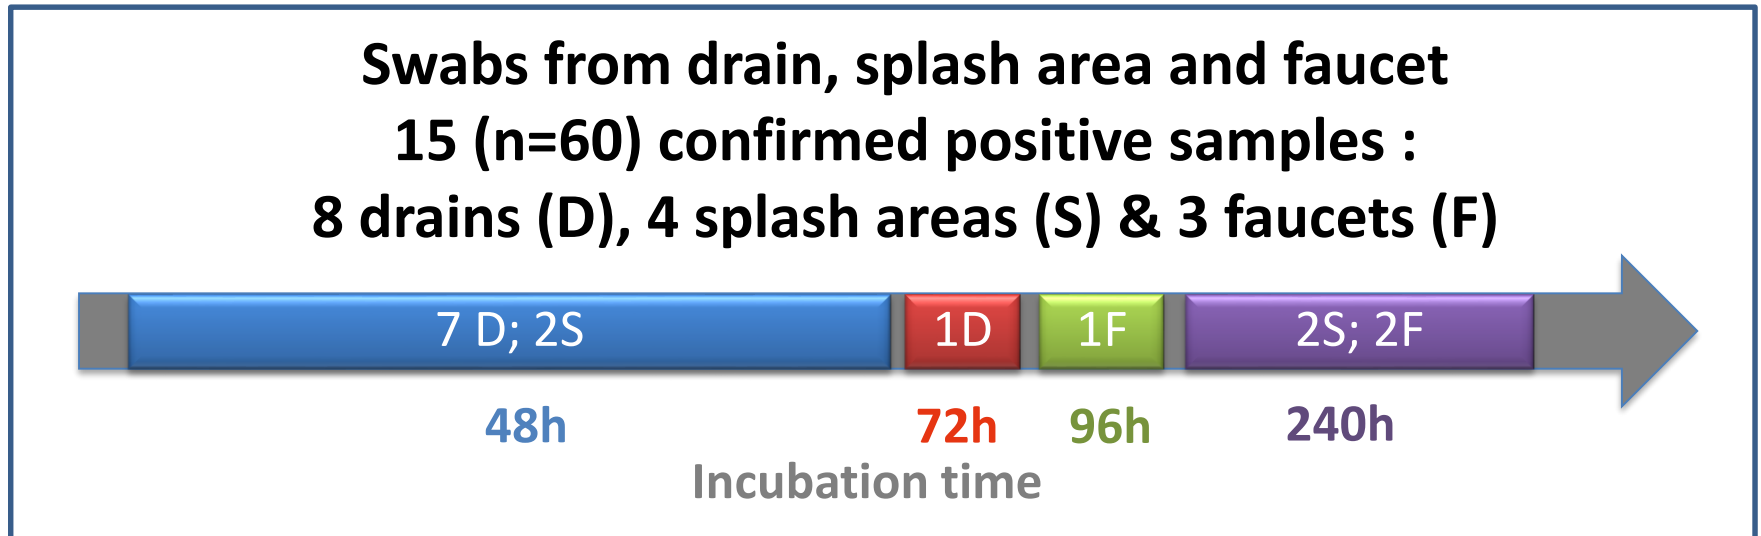 Swabs from drain, splash area and faucet
15 (n=60) confirmed positive samples :
8 drains (D), 4 splash areas (S) & 3 faucets (F)
7 D; 2S 1D 1F 2S; 2F
48h 72h 96h 240h
Incubation time